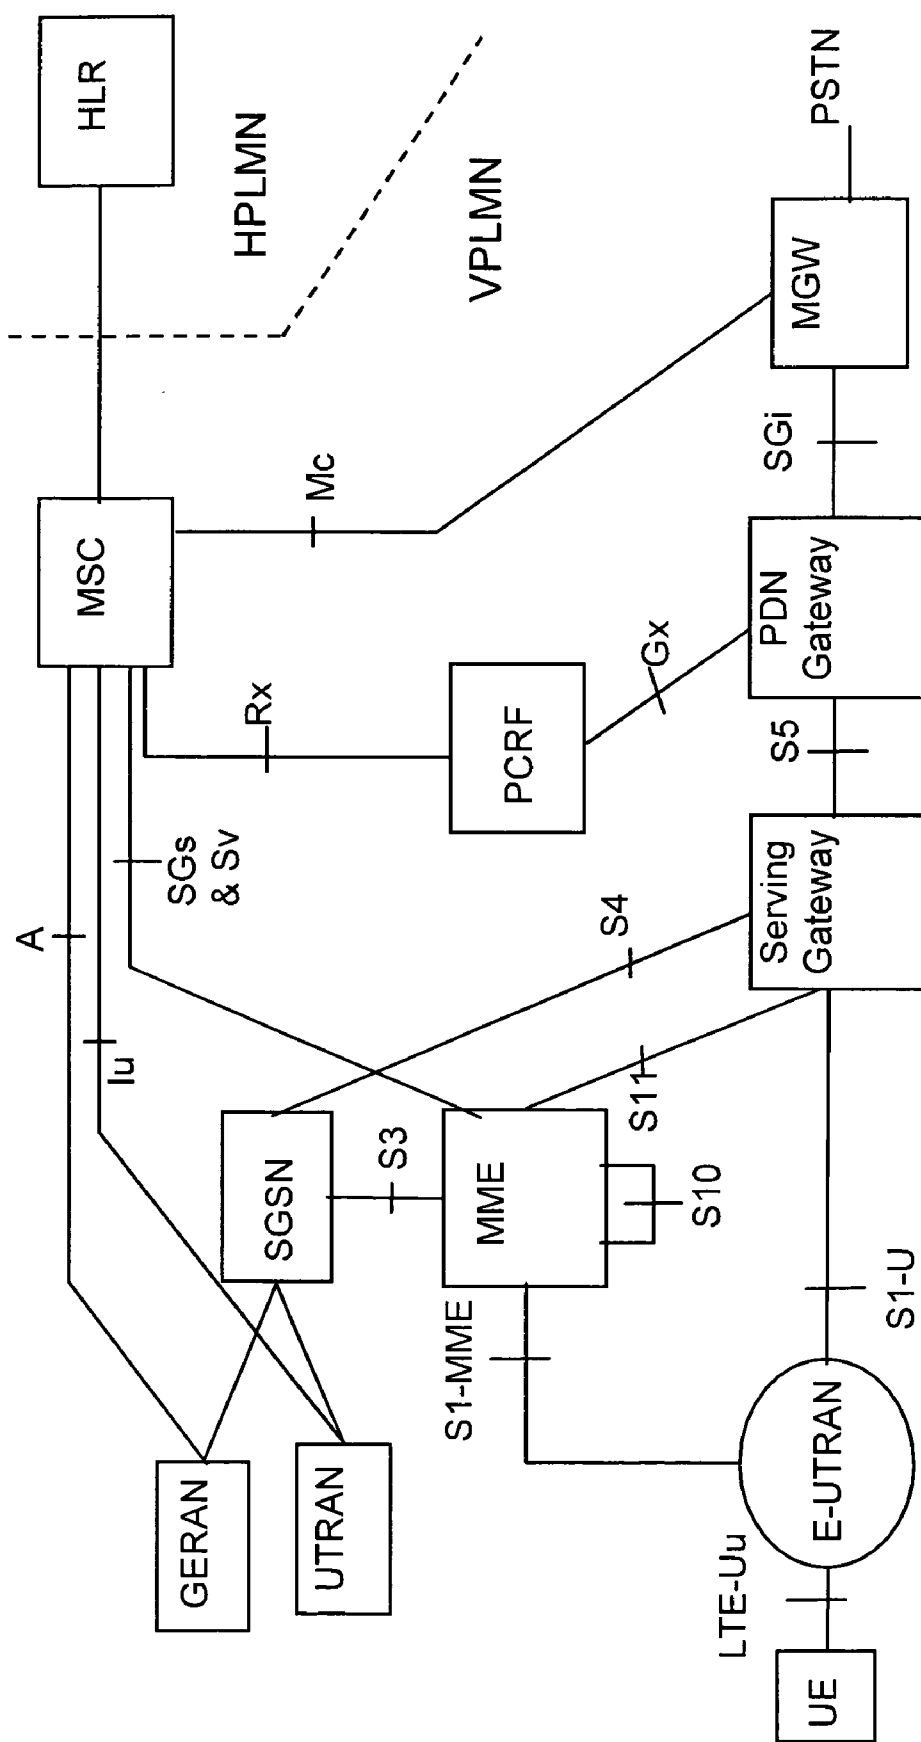 HLR
HPLMN
VPLMN
PSTN
MSC
Mc
MGW
SGi
A
Iu
SGs
& Sv
Rx
PCRF
Gx
PDN
Gateway
S5
S4
Serving
Gateway
S11
SGSN
S3
MME
S10
GERAN
UTRAN
S1-MME
S1-U
E-UTRAN
LTE-Uu
UE